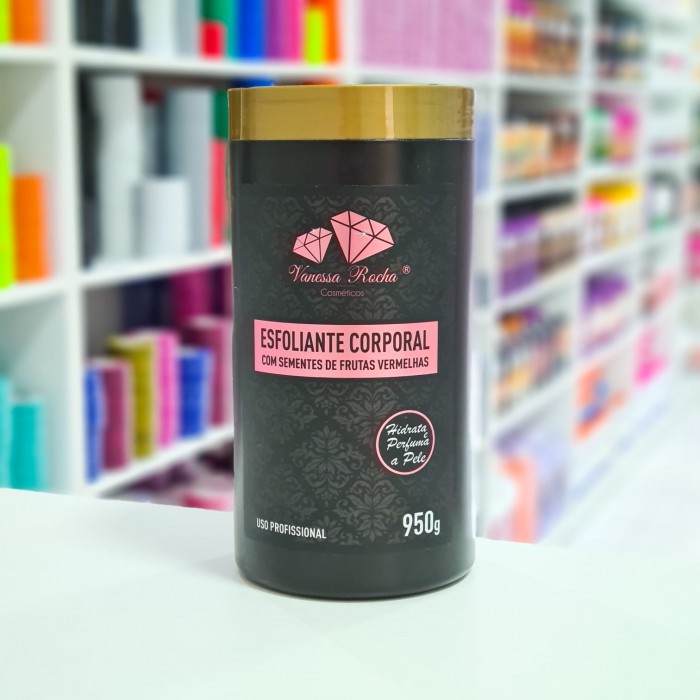 Vanessa Rocha ®
Cosméticos
ESFOLIANTE CORPORAL
COM SEMENTES DE FRUTAS VERMELHAS
Hidrata
e
Perfuma
a Pele
USO PROFISSIONAL
950g